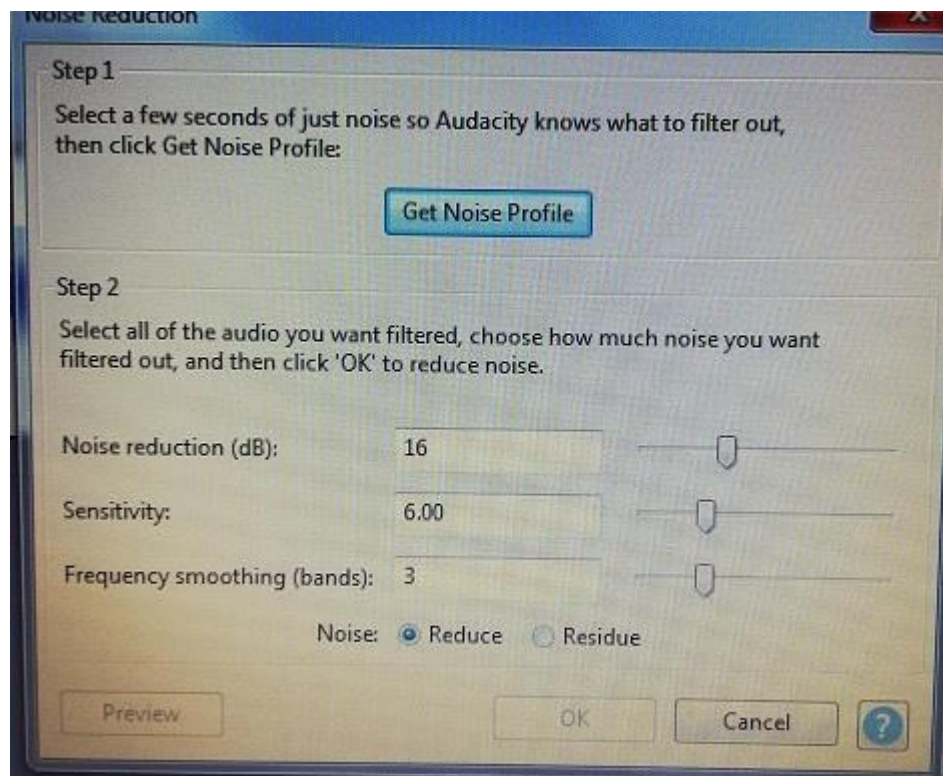 Noise Reduction
Step 1
Select a few seconds of just noise so Audacity knows what to filter out,
then click Get Noise Profile:
Get Noise Profile
Step 2
Select all of the audio you want filtered, choose how much noise you want
filtered out, and then click 'OK' to reduce noise.
Noise reduction (dB): 16
Sensitivity: 6.00
Frequency smoothing (bands): 3
Noise: Reduce Residue
Preview OK Cancel ?